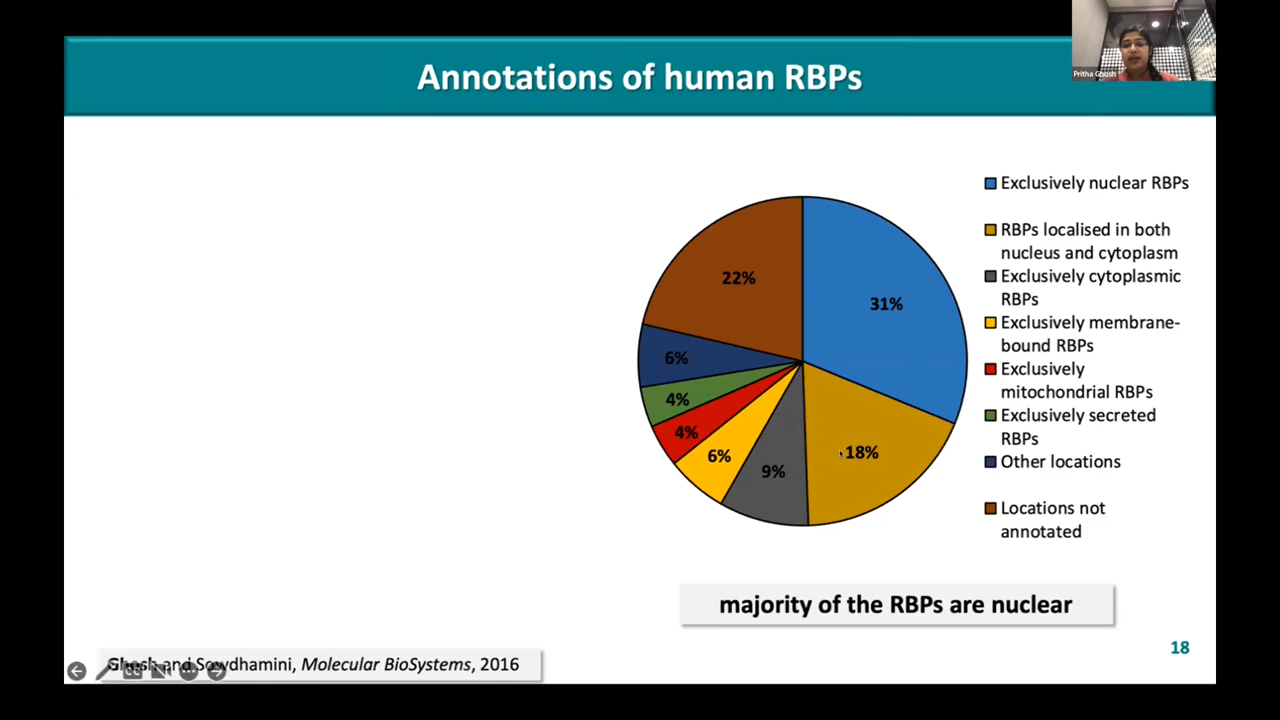 Annotations of human RBPs
Pritha Ghosh
Exclusively nuclear RBPs
RBPs localised in both
nucleus and cytoplasm
Exclusively cytoplasmic
RBPs
Exclusively membrane-
bound RBPs
Exclusively
mitochondrial RBPs
Exclusively secreted
RBPs
Other locations
Locations not
annotated
22%
31%
6%
4%
4%
6%
9%
18%
majority of the RBPs are nuclear
18
Ghosh and Sowdhamini, Molecular BioSystems, 2016